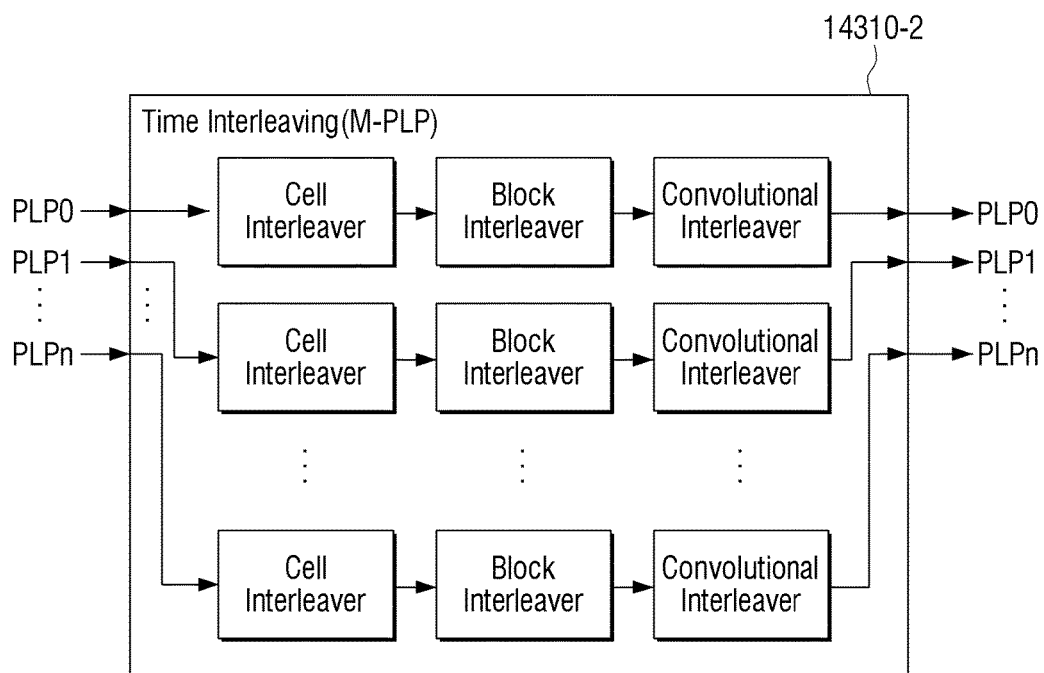 14310-2
Time Interleaving(M-PLP)
PLP0
Cell
Interleaver
Block
Interleaver
Convolutional
Interleaver
PLP0
PLP1
PLP1
Cell
Interleaver
Block
Interleaver
Convolutional
Interleaver
PLPn
PLPn
Cell
Interleaver
Block
Interleaver
Convolutional
Interleaver